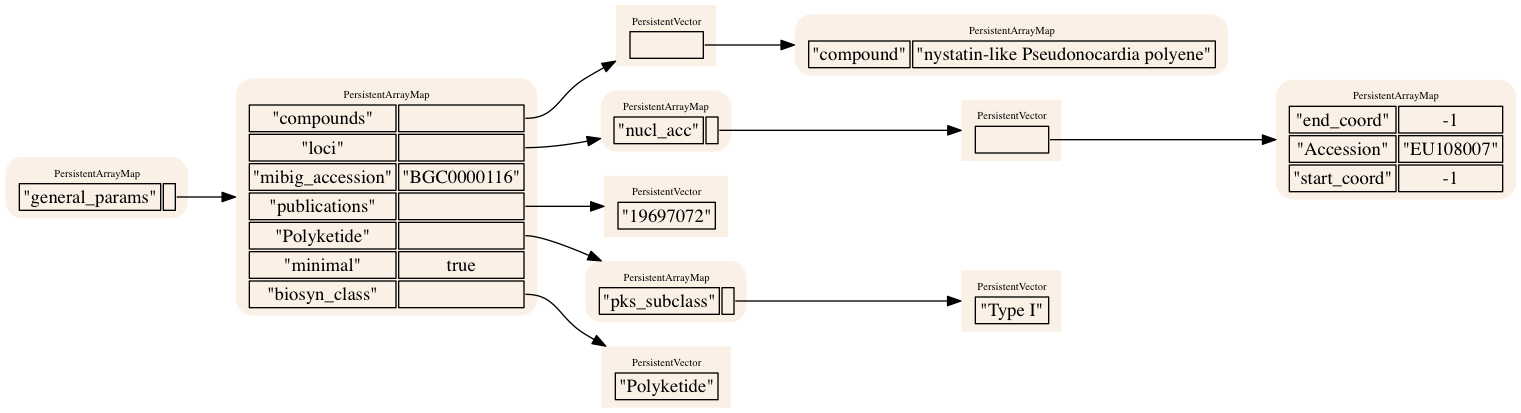 PersistentArrayMap
"general_params"
PersistentArrayMap
"compounds"
"loci"
"mibig_accession" "BGC0000116"
"publications"
"Polyketide"
"minimal" true
"biosyn_class"
PersistentVector
PersistentArrayMap
"compound" "nystatin-like Pseudonocardia polyene"
PersistentArrayMap
"nucl_acc"
PersistentVector
PersistentArrayMap
"end_coord" -1
"Accession" "EU108007"
"start_coord" -1
PersistentVector
"19697072"
PersistentArrayMap
"pks_subclass"
PersistentVector
"Type I"
PersistentVector
"Polyketide"